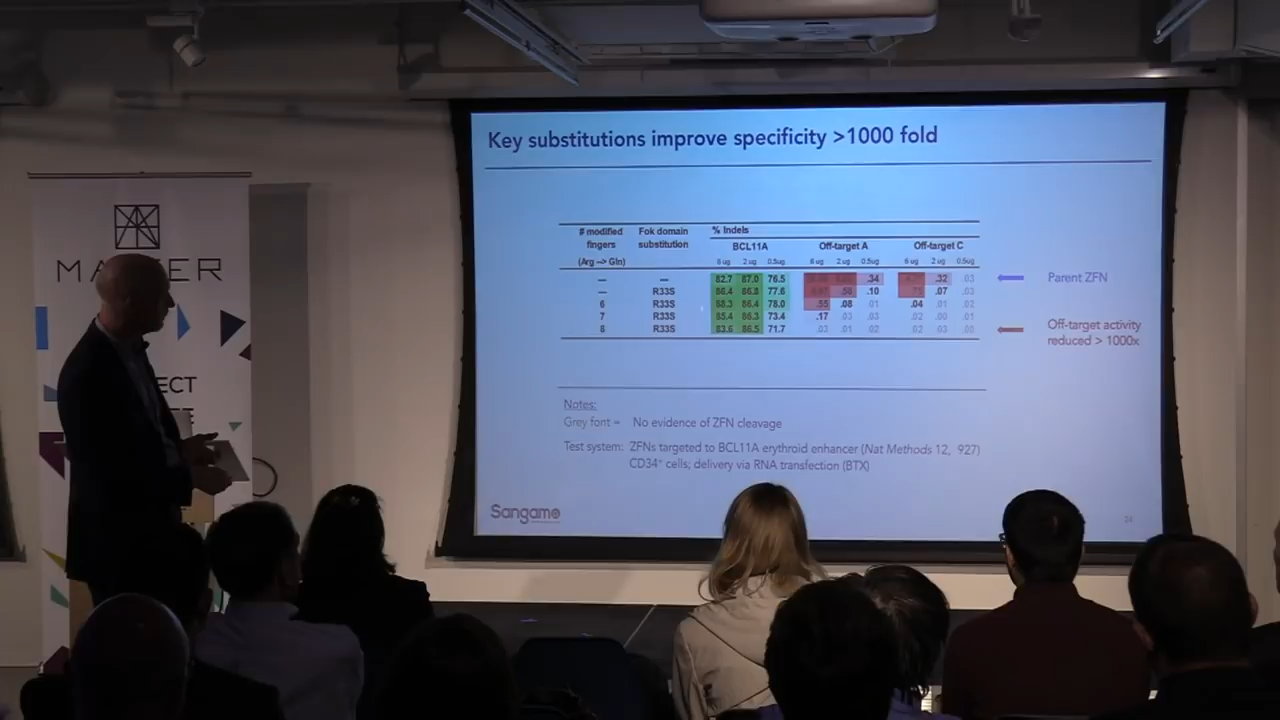 Key substitutions improve specificity >1000 fold
# modified fingers (Arg --> Gln) Fok domain substitution % Indels
BCL11A Off-target A Off-target C
6 ug 2 ug 0.5ug 6 ug 2 ug 0.5ug 6 ug 2 ug 0.5ug
— — 82.7 87.0 76.5 .34 .32 .03
— R33S 86.4 86.8 77.6 .10 .07 .03
6 R33S 88.3 86.4 78.0 .55 .08 .01 .04 .01 .02
7 R33S 85.4 86.3 73.4 .17 .03 .03 .02 .00 .01
8 R33S 83.6 86.5 71.7 .03 .01 .02 .02 .03 .00
Parent ZFN
Off-target activity
reduced > 1000x
Notes:
Grey font = No evidence of ZFN cleavage
Test system: ZFNs targeted to BCL11A erythroid enhancer (Nat Methods 12, 927)
CD34+ cells; delivery via RNA transfection (BTX)
Sangamo
24
MA ER
ECT